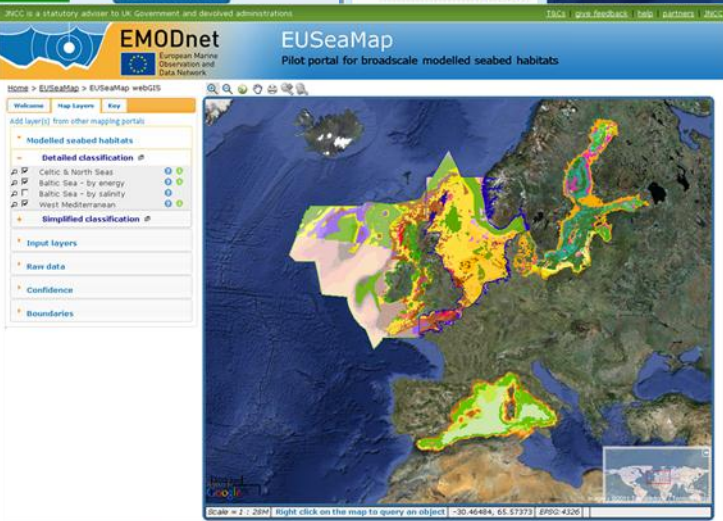 JNCC is a statutory adviser to UK Government and devolved administrations
T&Cs | give feedback | help | partners | JNCC
EMODnet
European Marine
Observation and
Data Network
EUSeaMap
Pilot portal for broadscale modelled seabed habitats
Home > EUSeaMap > EUSeaMap webGIS
Welcome
Map Layers
Key
Add layer(s) from other mapping portals
Modelled seabed habitats
Detailed classification
Celtic & North Seas
Baltic Sea - by energy
Baltic Sea - by salinity
West Mediterranean
Simplified classification
Input layers
Raw data
Confidence
Boundaries
Google
Scale = 1 : 26M
Right click on the map to query an object
-30.46484, 65.57373
EPSG:4326